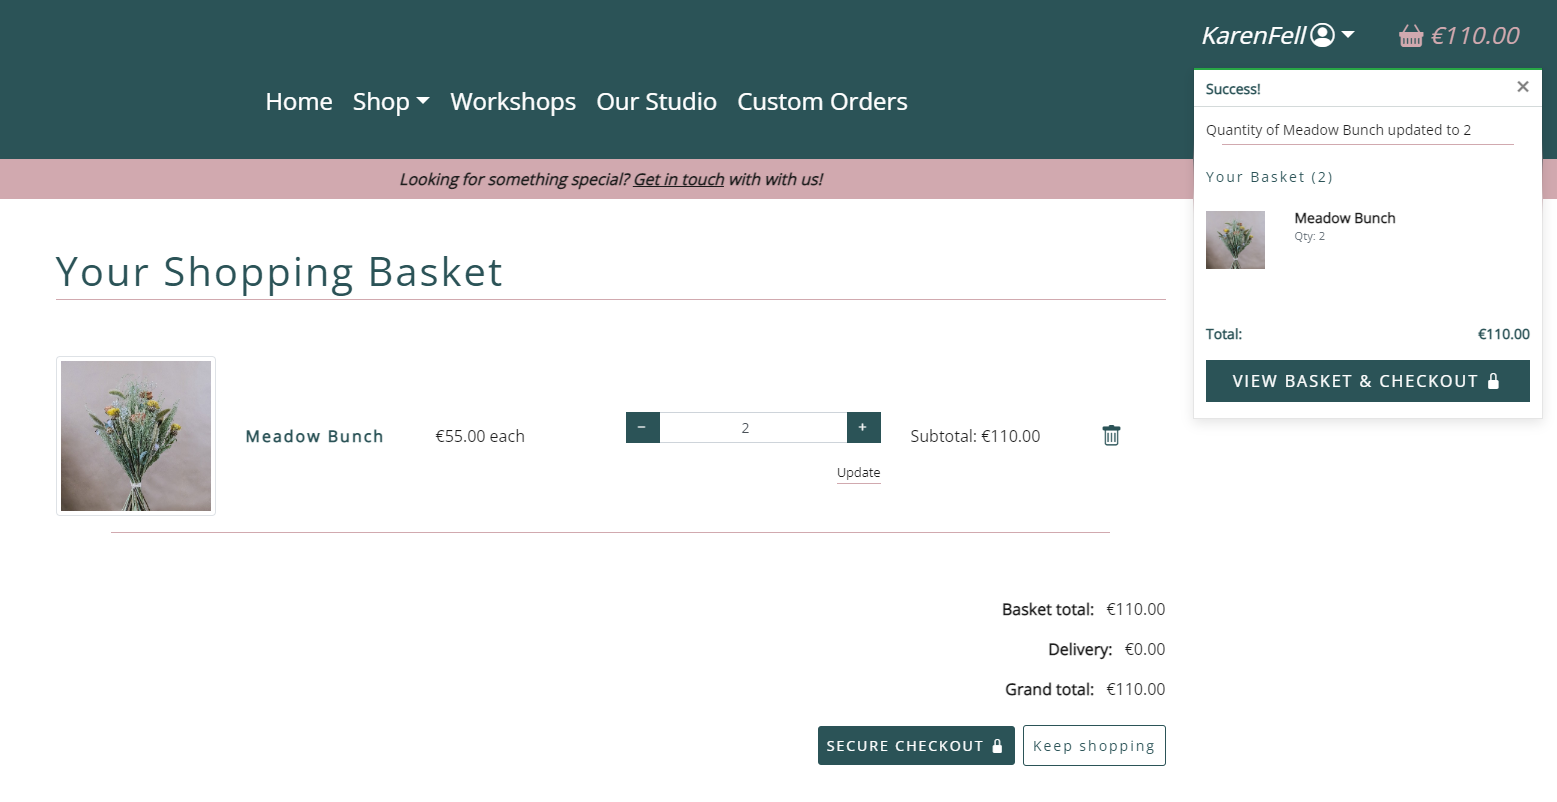 KarenFell
€110.00
Home Shop Workshops Our Studio Custom Orders
Looking for something special? Get in touch with with us!
Success!
×
Quantity of Meadow Bunch updated to 2
Your Basket (2)
Meadow Bunch
Qty: 2
Total: €110.00
VIEW BASKET & CHECKOUT
Your Shopping Basket
Meadow Bunch €55.00 each − 2 + Subtotal: €110.00
Update
Basket total: €110.00
Delivery: €0.00
Grand total: €110.00
SECURE CHECKOUT Keep shopping